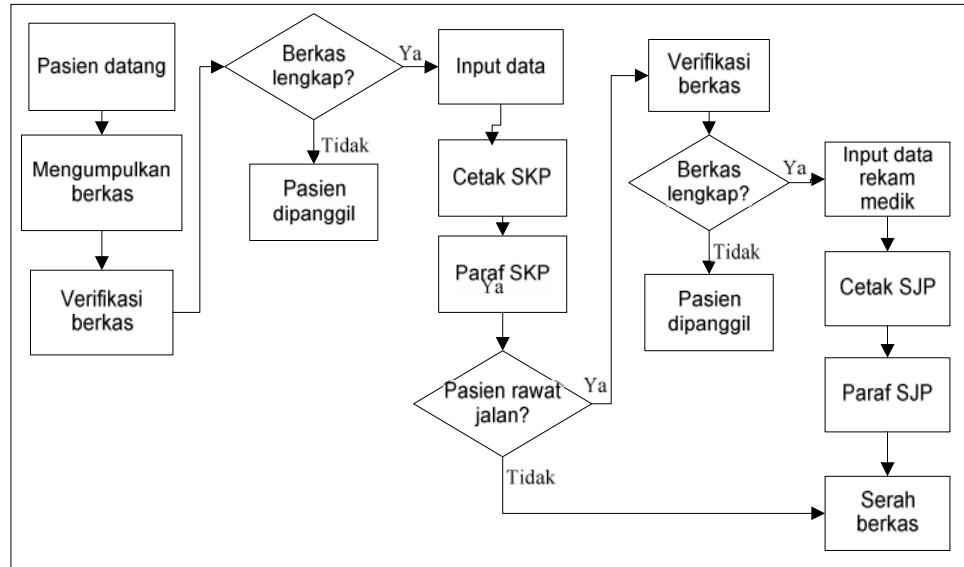 Pasien datang
Mengumpulkan
berkas
Verifikasi
berkas
Berkas
lengkap?
Ya
Tidak
Pasien
dipanggil
Input data
Cetak SKP
Paraf SKP
Ya
Pasien rawat
jalan?
Ya
Tidak
Verifikasi
berkas
Berkas
lengkap?
Ya
Tidak
Pasien
dipanggil
Input data
rekam
medik
Cetak SJP
Paraf SJP
Serah
berkas